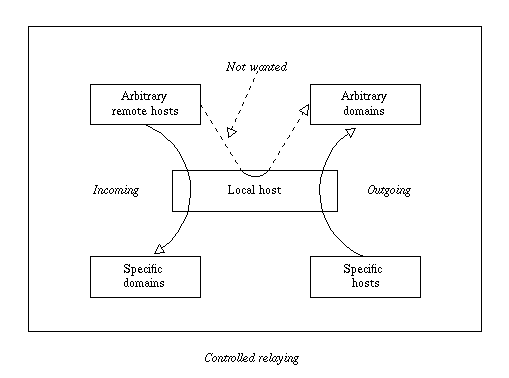 Not wanted
Arbitrary
remote hosts
Arbitrary
domains
Incoming
Local host
Outgoing
Specific
domains
Specific
hosts
Controlled relaying